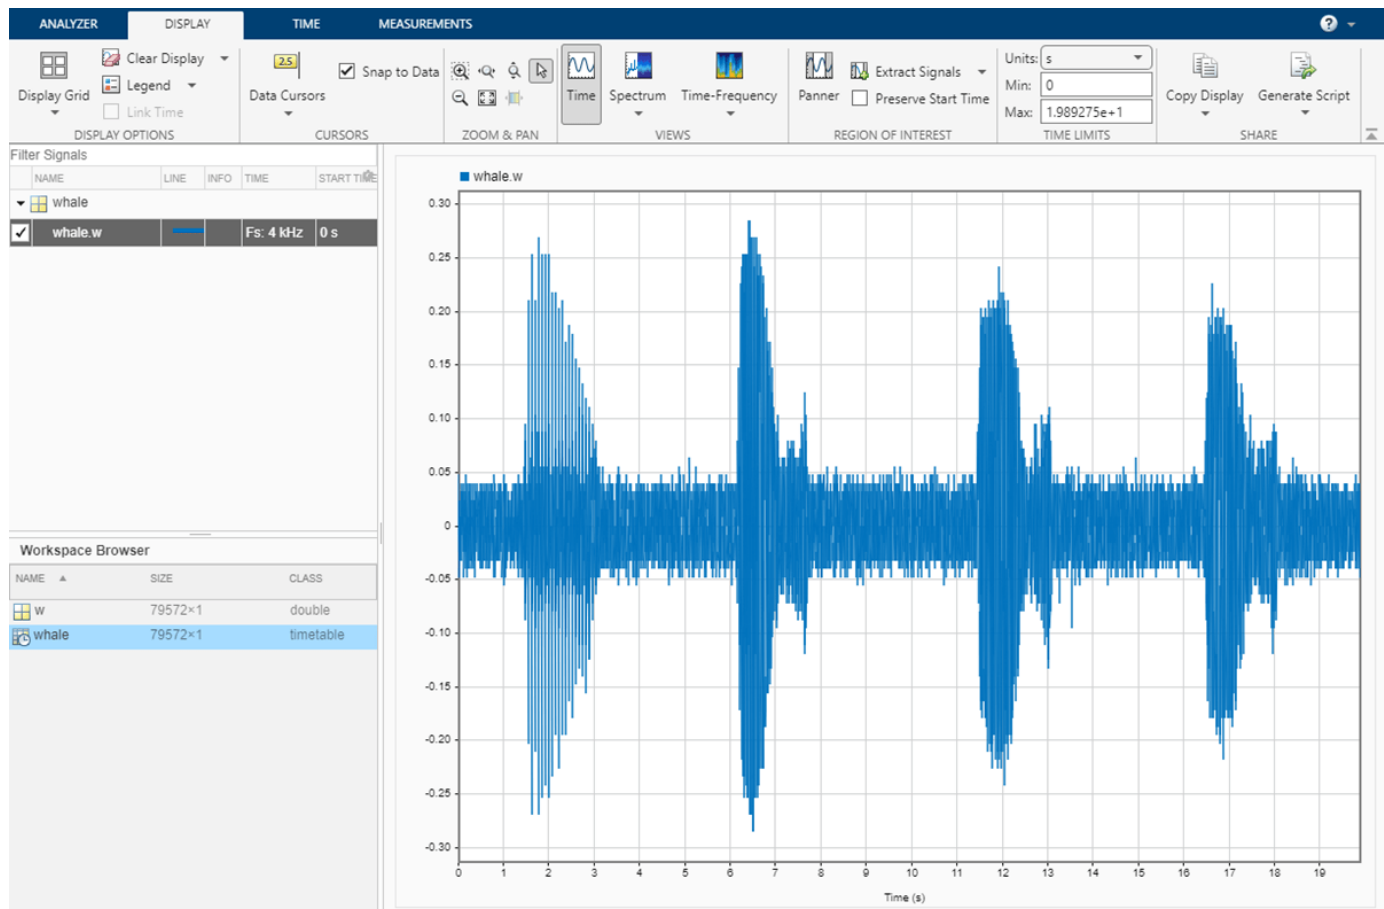 ANALYZER DISPLAY TIME MEASUREMENTS ?
Display Grid
Clear Display
Legend
Link Time
DISPLAY OPTIONS
2.5
Data Cursors
Snap to Data
CURSORS
ZOOM & PAN
Time
Spectrum
Time-Frequency
VIEWS
Panner
Extract Signals
Preserve Start Time
REGION OF INTEREST
Units: s
Min: 0
Max: 1.989275e+1
TIME LIMITS
Copy Display
Generate Script
SHARE
Filter Signals
NAME LINE INFO TIME START TIME
whale
whale.w Fs: 4 kHz 0 s
Workspace Browser
NAME SIZE CLASS
w 79572×1 double
whale 79572×1 timetable
whale.w
0.30
0.25
0.20
0.15
0.10
0.05
0
-0.05
-0.10
-0.15
-0.20
-0.25
-0.30
0 1 2 3 4 5 6 7 8 9 10 11 12 13 14 15 16 17 18 19
Time (s)